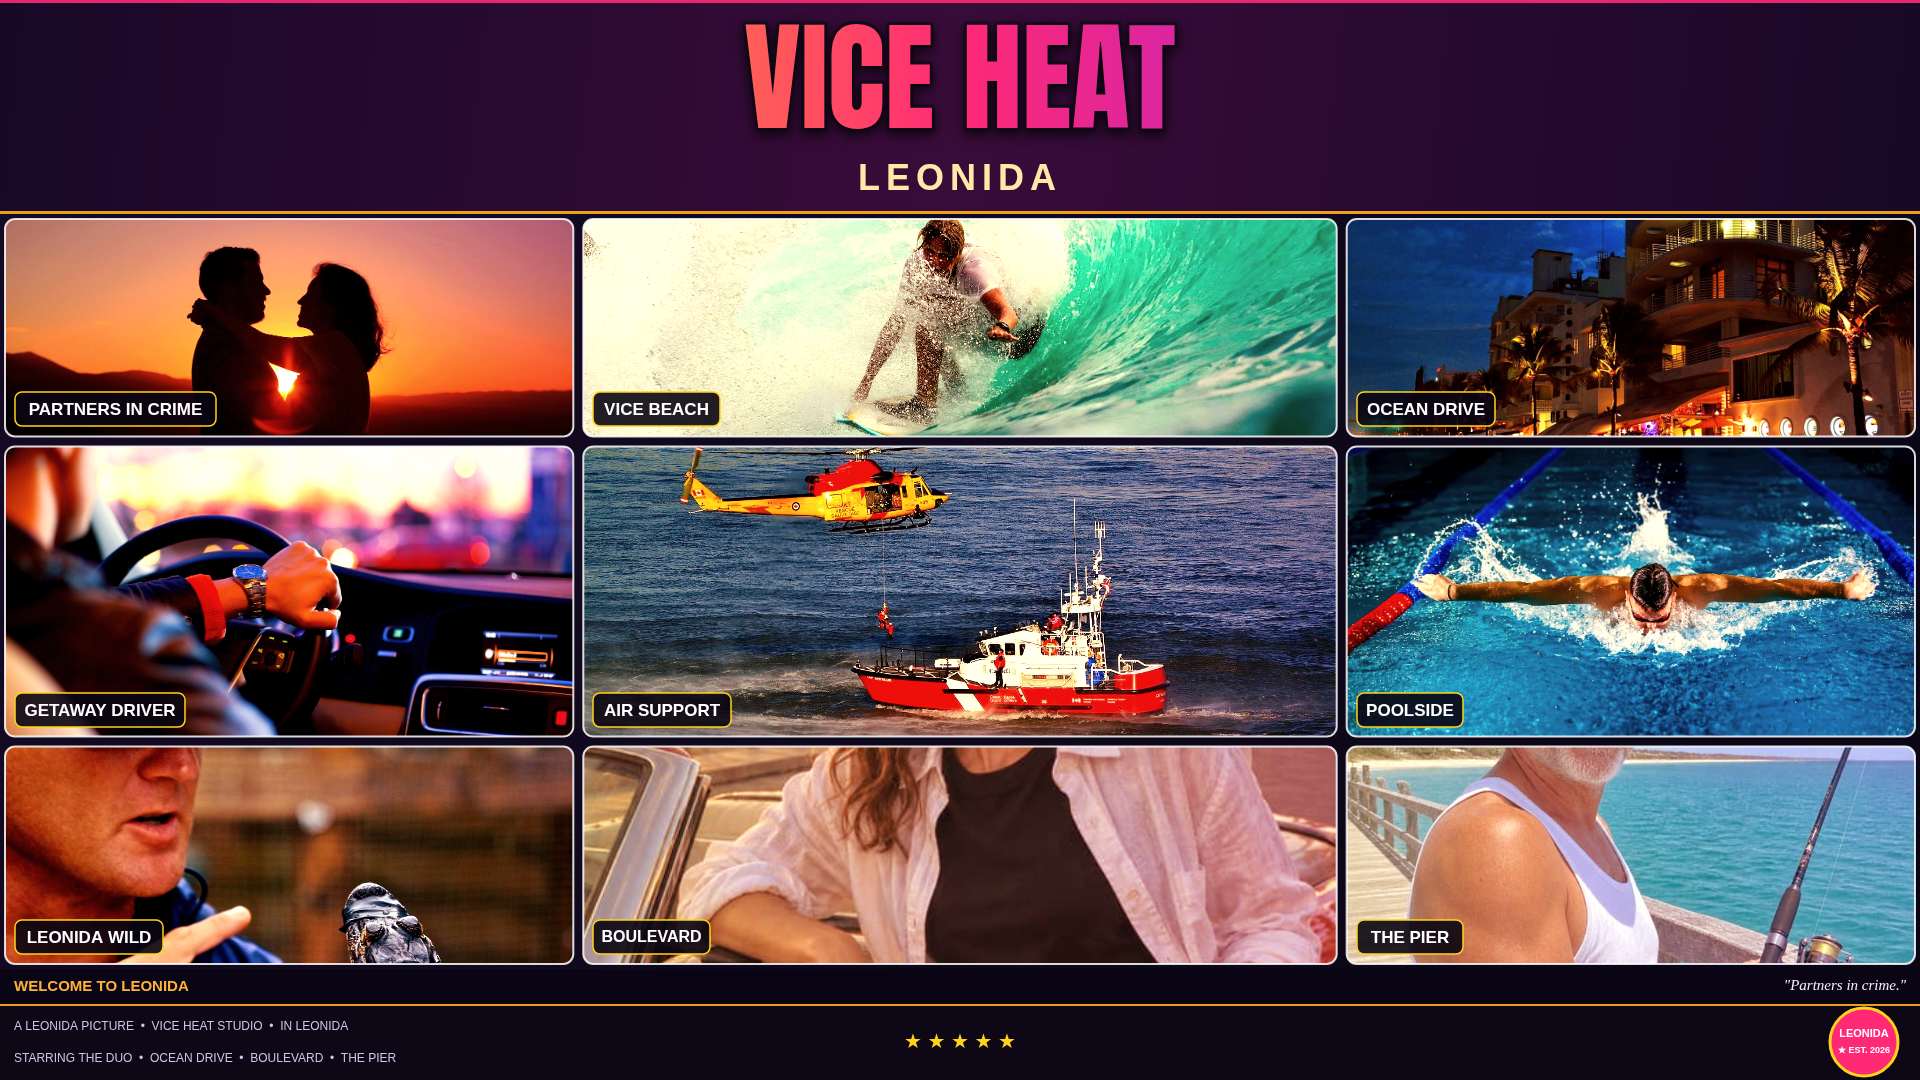 VICE HEAT
LEONIDA
PARTNERS IN CRIME
VICE BEACH
OCEAN DRIVE
GETAWAY DRIVER
AIR SUPPORT
POOLSIDE
LEONIDA WILD
BOULEVARD
THE PIER
WELCOME TO LEONIDA
"Partners in crime."
A LEONIDA PICTURE • VICE HEAT STUDIO • IN LEONIDA
STARRING THE DUO • OCEAN DRIVE • BOULEVARD • THE PIER
★ ★ ★ ★ ★
LEONIDA
★ EST. 2026